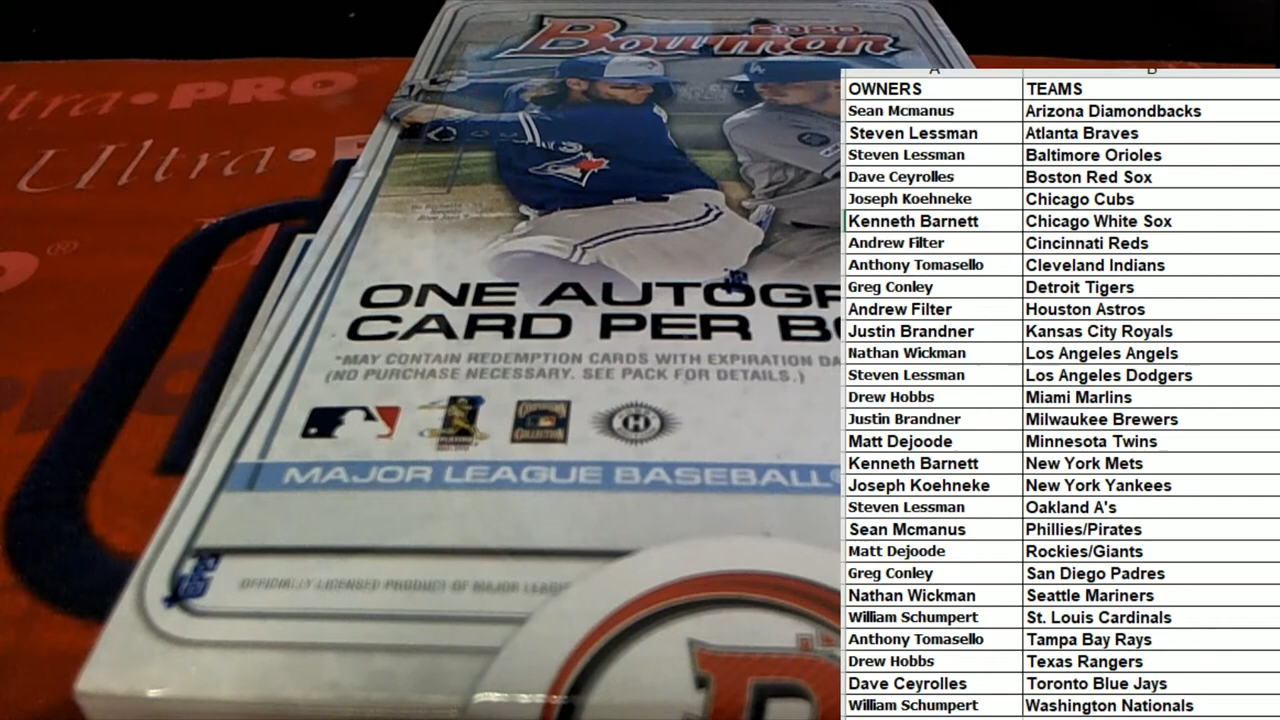 2020
Bowman
ONE AUTOGR
CARD PER B
*MAY CONTAIN REDEMPTION CARDS WITH EXPIRATION DA
(NO PURCHASE NECESSARY. SEE PACK FOR DETAILS.)
MAJOR LEAGUE BASEBALL
OFFICIALLY LICENSED PRODUCT OF MAJOR LEAG
Ultra PRO
Ultra
A B
OWNERS TEAMS
Sean Mcmanus Arizona Diamondbacks
Steven Lessman Atlanta Braves
Steven Lessman Baltimore Orioles
Dave Ceyrolles Boston Red Sox
Joseph Koehneke Chicago Cubs
Kenneth Barnett Chicago White Sox
Andrew Filter Cincinnati Reds
Anthony Tomasello Cleveland Indians
Greg Conley Detroit Tigers
Andrew Filter Houston Astros
Justin Brandner Kansas City Royals
Nathan Wickman Los Angeles Angels
Steven Lessman Los Angeles Dodgers
Drew Hobbs Miami Marlins
Justin Brandner Milwaukee Brewers
Matt Dejoode Minnesota Twins
Kenneth Barnett New York Mets
Joseph Koehneke New York Yankees
Steven Lessman Oakland A's
Sean Mcmanus Phillies/Pirates
Matt Dejoode Rockies/Giants
Greg Conley San Diego Padres
Nathan Wickman Seattle Mariners
William Schumpert St. Louis Cardinals
Anthony Tomasello Tampa Bay Rays
Drew Hobbs Texas Rangers
Dave Ceyrolles Toronto Blue Jays
William Schumpert Washington Nationals